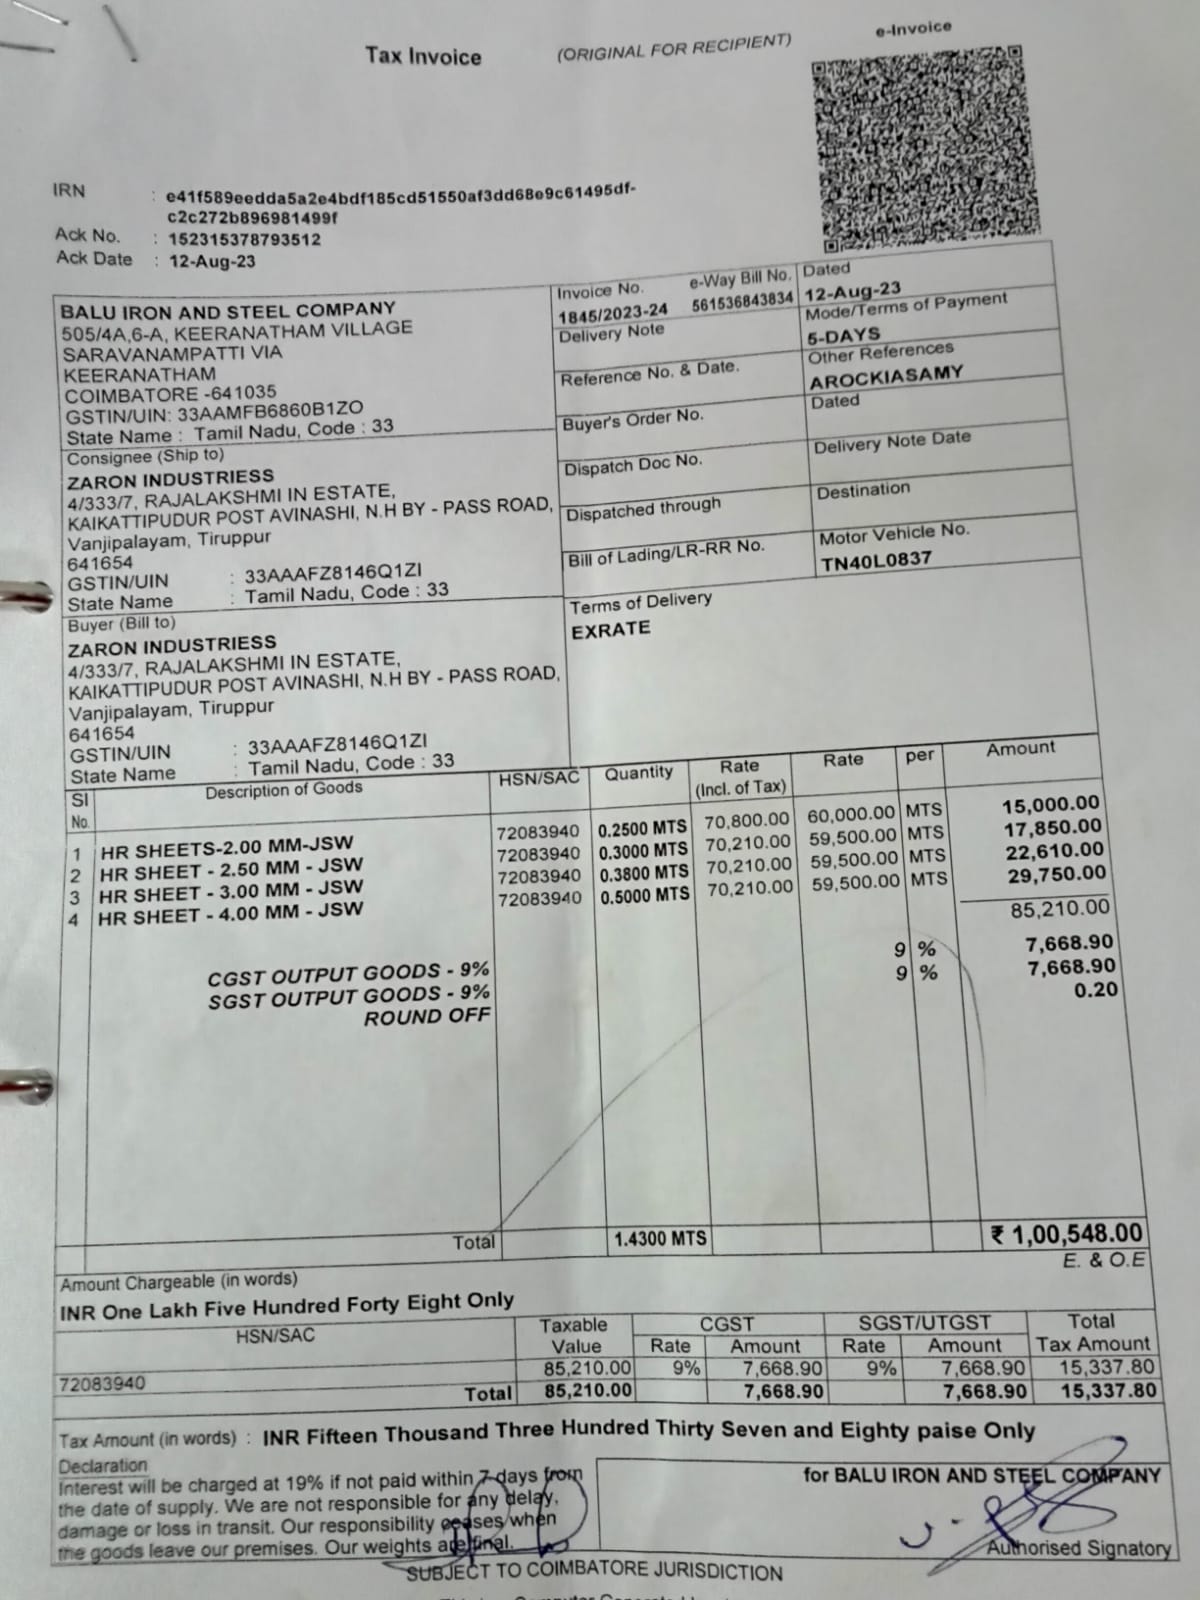 Tax Invoice
(ORIGINAL FOR RECIPIENT)
e-Invoice
IRN : e41f589eedda5a2e4bdf185cd51550af3dd68e9c61495df-
c2c272b896981499f
Ack No. : 152315378793512
Ack Date : 12-Aug-23
BALU IRON AND STEEL COMPANY
505/4A,6-A, KEERANATHAM VILLAGE
SARAVANAMPATTI VIA
KEERANATHAM
COIMBATORE -641035
GSTIN/UIN: 33AAMFB6860B1ZO
State Name : Tamil Nadu, Code : 33
Consignee (Ship to)
ZARON INDUSTRIESS
4/333/7, RAJALAKSHMI IN ESTATE,
KAIKATTIPUDUR POST AVINASHI, N.H BY - PASS ROAD,
Vanjipalayam, Tiruppur
641654
GSTIN/UIN : 33AAAFZ8146Q1ZI
State Name : Tamil Nadu, Code : 33
Buyer (Bill to)
ZARON INDUSTRIESS
4/333/7, RAJALAKSHMI IN ESTATE,
KAIKATTIPUDUR POST AVINASHI, N.H BY - PASS ROAD,
Vanjipalayam, Tiruppur
641654
GSTIN/UIN : 33AAAFZ8146Q1ZI
State Name : Tamil Nadu, Code : 33
Invoice No. e-Way Bill No. Dated
1845/2023-24 561536843834 12-Aug-23
Delivery Note Mode/Terms of Payment
5-DAYS
Reference No. & Date. Other References
AROCKIASAMY
Buyer's Order No. Dated
Dispatch Doc No. Delivery Note Date
Dispatched through Destination
Bill of Lading/LR-RR No. Motor Vehicle No.
TN40L0837
Terms of Delivery
EXRATE
Sl No. Description of Goods HSN/SAC Quantity Rate (Incl. of Tax) Rate per Amount
1 HR SHEETS-2.00 MM-JSW 72083940 0.2500 MTS 70,800.00 60,000.00 MTS 15,000.00
2 HR SHEET - 2.50 MM - JSW 72083940 0.3000 MTS 70,210.00 59,500.00 MTS 17,850.00
3 HR SHEET - 3.00 MM - JSW 72083940 0.3800 MTS 70,210.00 59,500.00 MTS 22,610.00
4 HR SHEET - 4.00 MM - JSW 72083940 0.5000 MTS 70,210.00 59,500.00 MTS 29,750.00
85,210.00
CGST OUTPUT GOODS - 9% 9 % 7,668.90
SGST OUTPUT GOODS - 9% 9 % 7,668.90
ROUND OFF 0.20
Total 1.4300 MTS ₹ 1,00,548.00
E. & O.E
Amount Chargeable (in words)
INR One Lakh Five Hundred Forty Eight Only
HSN/SAC Taxable Value CGST SGST/UTGST Total Tax Amount
Rate Amount Rate Amount
72083940 85,210.00 9% 7,668.90 9% 7,668.90 15,337.80
Total 85,210.00 7,668.90 7,668.90 15,337.80
Tax Amount (in words) : INR Fifteen Thousand Three Hundred Thirty Seven and Eighty paise Only
Declaration
Interest will be charged at 19% if not paid within 7 days from
the date of supply. We are not responsible for any delay,
damage or loss in transit. Our responsibility ceases when
the goods leave our premises. Our weights are final.
for BALU IRON AND STEEL COMPANY
Authorised Signatory
SUBJECT TO COIMBATORE JURISDICTION